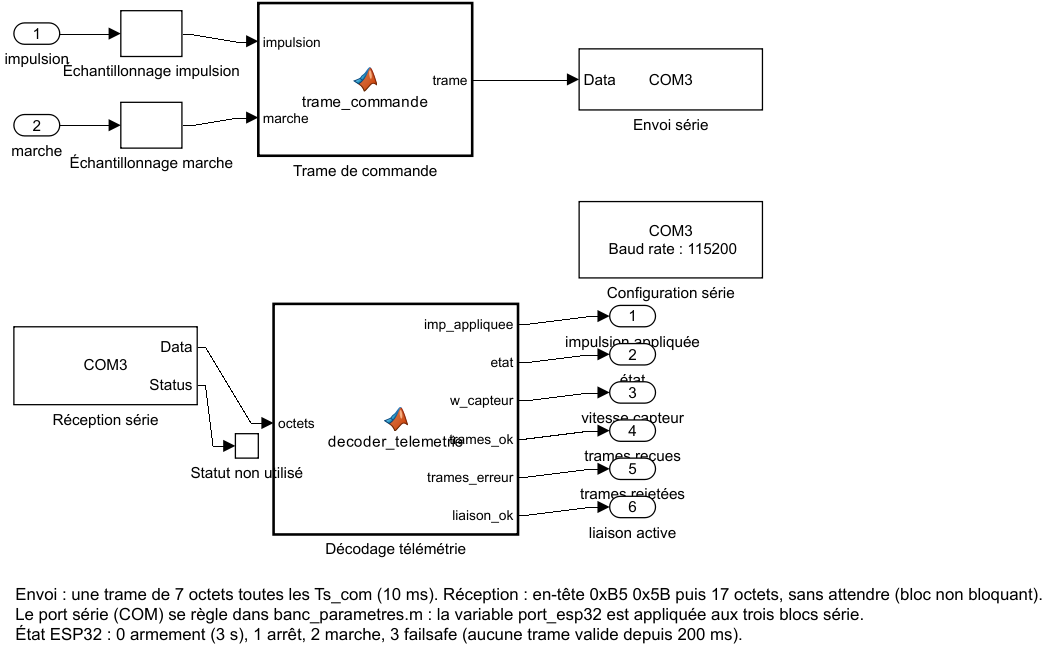 1
impulsion
Échantillonnage impulsion
impulsion
trame_commande
trame
marche
Trame de commande
Data
COM3
Envoi série
2
marche
Échantillonnage marche
COM3
Baud rate : 115200
Configuration série
COM3
Data
Status
Réception série
Statut non utilisé
octets
decoder_telemetrie
imp_appliquee
etat
w_capteur
trames_ok
trames_erreur
liaison_ok
Décodage télémétrie
1
impulsion appliquée
2
état
3
vitesse capteur
4
trames reçues
5
trames rejetées
6
liaison active
Envoi : une trame de 7 octets toutes les Ts_com (10 ms). Réception : en-tête 0xB5 0x5B puis 17 octets, sans attendre (bloc non bloquant).
Le port série (COM) se règle dans banc_parametres.m : la variable port_esp32 est appliquée aux trois blocs série.
État ESP32 : 0 armement (3 s), 1 arrêt, 2 marche, 3 failsafe (aucune trame valide depuis 200 ms).